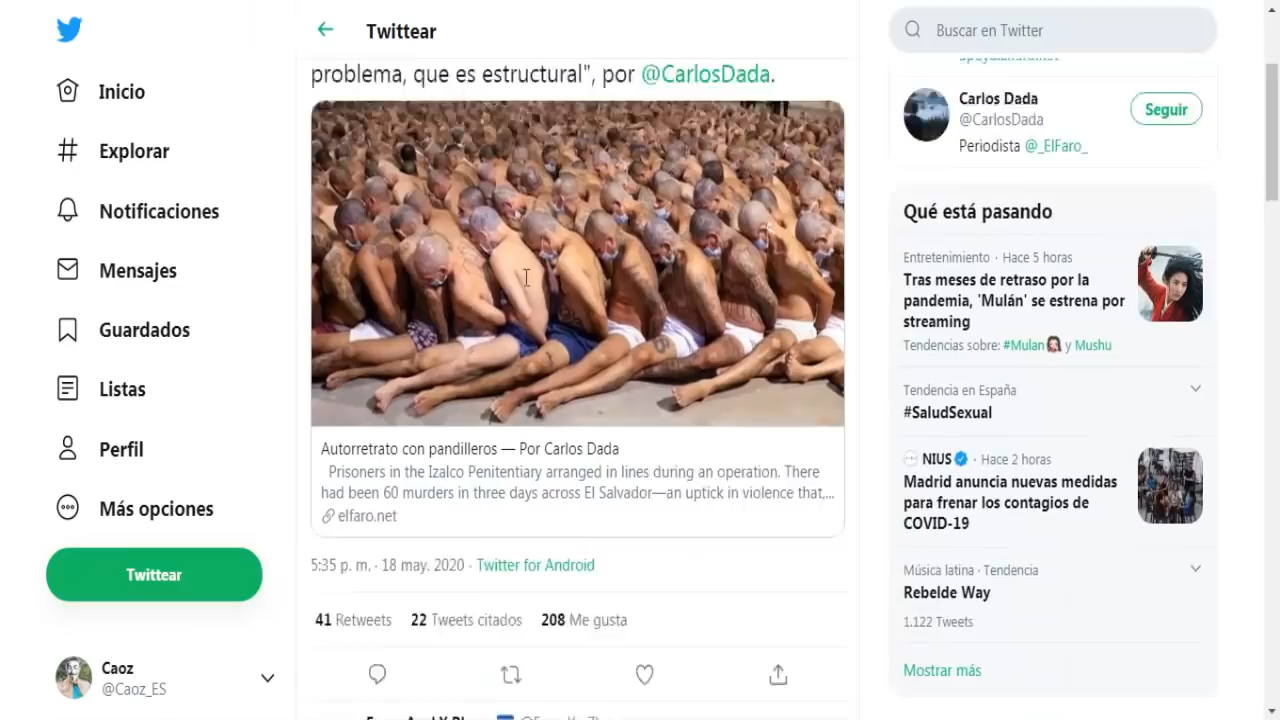 Inicio
Explorar
Notificaciones
Mensajes
Guardados
Listas
Perfil
Más opciones
Twittear
Caoz
@Caoz_ES
Twittear
problema, que es estructural", por @CarlosDada.
Autorretrato con pandilleros — Por Carlos Dada
Prisoners in the Izalco Penitentiary arranged in lines during an operation. There
had been 60 murders in three days across El Salvador—an uptick in violence that,...
elfaro.net
5:35 p. m. · 18 may. 2020 · Twitter for Android
41 Retweets 22 Tweets citados 208 Me gusta
Buscar en Twitter
Carlos Dada
@CarlosDada
Seguir
Periodista @_ElFaro_
Qué está pasando
Entretenimiento · Hace 5 horas
Tras meses de retraso por la
pandemia, 'Mulán' se estrena por
streaming
Tendencias sobre: #Mulan y Mushu
Tendencia en España
#SaludSexual
NIUS · Hace 2 horas
Madrid anuncia nuevas medidas
para frenar los contagios de
COVID-19
Música latina · Tendencia
Rebelde Way
1.122 Tweets
Mostrar más